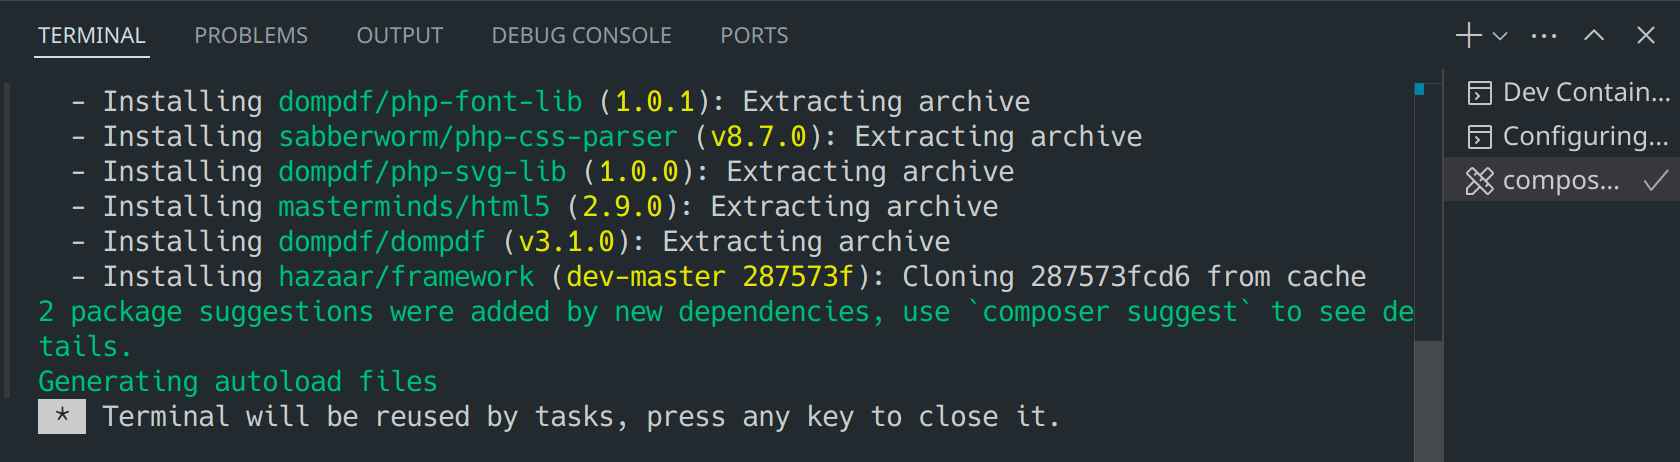 TERMINAL PROBLEMS OUTPUT DEBUG CONSOLE PORTS
- Installing dompdf/php-font-lib (1.0.1): Extracting archive
- Installing sabberworm/php-css-parser (v8.7.0): Extracting archive
- Installing dompdf/php-svg-lib (1.0.0): Extracting archive
- Installing masterminds/html5 (2.9.0): Extracting archive
- Installing dompdf/dompdf (v3.1.0): Extracting archive
- Installing hazaar/framework (dev-master 287573f): Cloning 287573fcd6 from cache
2 package suggestions were added by new dependencies, use `composer suggest` to see de
tails.
Generating autoload files
* Terminal will be reused by tasks, press any key to close it.
Dev Contain...
Configuring...
compos...